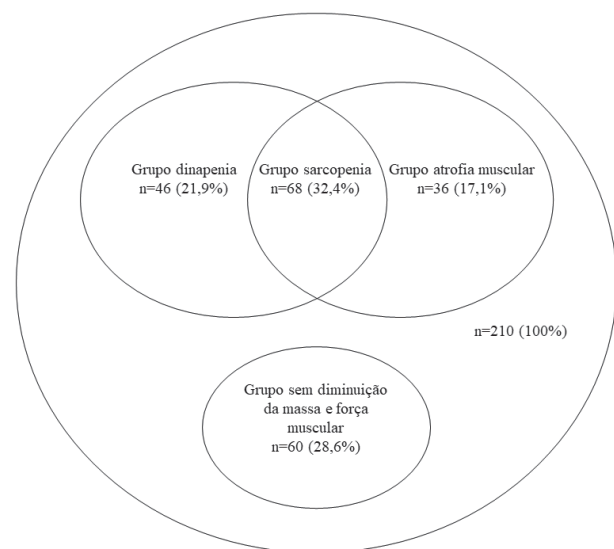 Grupo dinapenia
n=46 (21,9%)
Grupo sarcopenia
n=68 (32,4%)
Grupo atrofia muscular
n=36 (17,1%)
n=210 (100%)
Grupo sem diminuição
da massa e força
muscular
n=60 (28,6%)